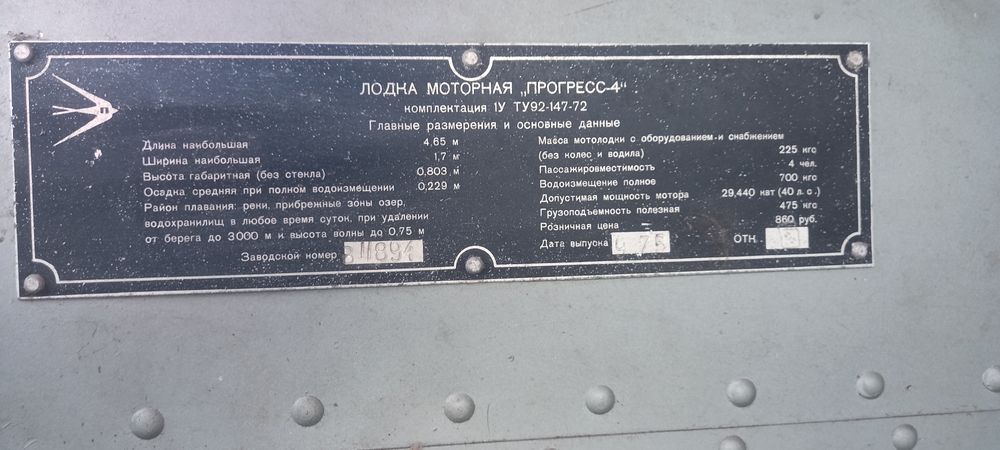 П
ЛОДКА МОТОРНАЯ „ПРОГРЕСС-4"
комплектация 1У ТУ92-147-72
Главные размерения и основные данные
Длина наибольшая 4,65 м
Ширина наибольшая 1,7 м
Высота габаритная (без стекла) 0,803 м
Осадка средняя при полном водоизмещении 0,229 м
Район плавания: реки, прибрежные зоны озер,
водохранилищ в любое время суток, при удалении
от берега до 3000 м и высота волны до 0,75 м
Заводской номер
Масса мотолодки с оборудованием и снабжением
(без колес и водила) 225 кгс
Пассажировместимость 4 чел.
Водоизмещение полное 700 кгс
Допустимая мощность мотора 29,440 кват (40 л.с.)
Грузоподъемность полезная 475 кгс
Розничная цена 860 руб.
Дата выпуска 75 ОТК